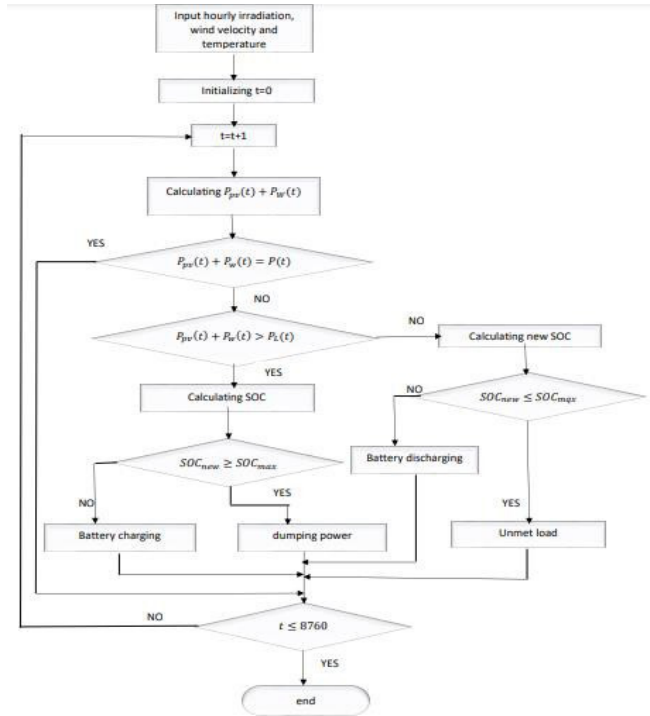 Input hourly irradiation,
wind velocity and
temperature
Initializing t=0
t=t+1
Calculating P_pv(t) + P_W(t)
YES
P_pv(t) + P_w(t) = P(t)
NO
P_pv(t) + P_w(t) > P_L(t)
NO
Calculating new SOC
YES
Calculating SOC
NO
SOC_new ≤ SOC_max
SOC_new ≥ SOC_max
Battery discharging
NO
YES
YES
Battery charging
dumping power
Unmet load
NO
t ≤ 8760
YES
end